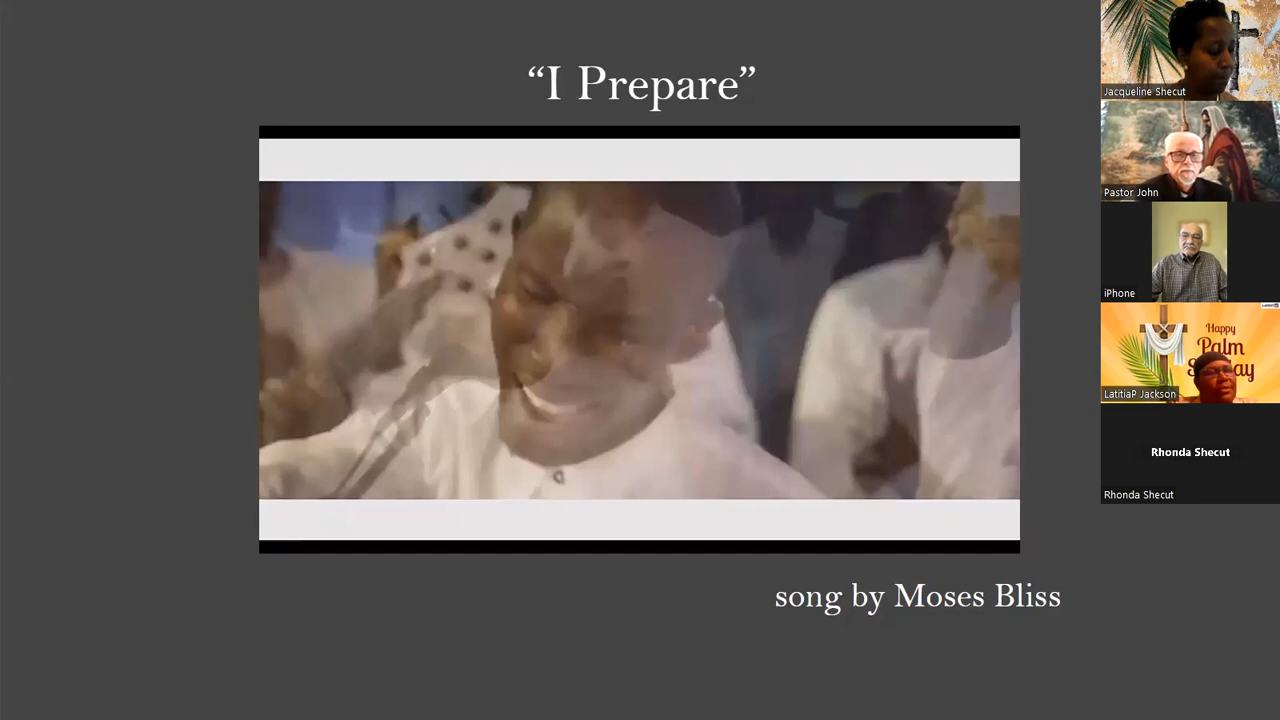 “I Prepare”
song by Moses Bliss
Jacqueline Shecut
Pastor John
iPhone
Happy
Palm
LatitiaP Jackson
Rhonda Shecut
Rhonda Shecut